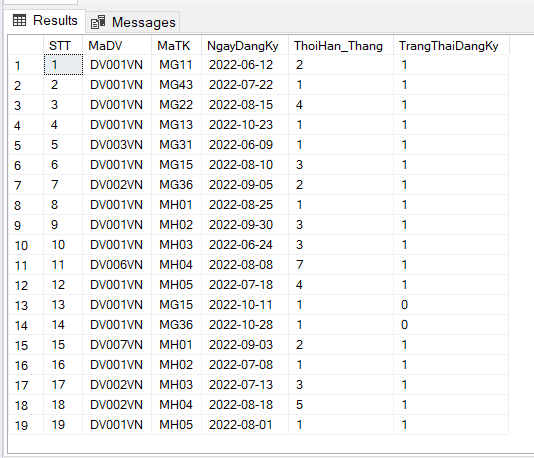 Results Messages
STT MaDV MaTK NgayDangKy ThoiHan_Thang TrangThaiDangKy
1 1 DV001VN MG11 2022-06-12 2 1
2 2 DV001VN MG43 2022-07-22 1 1
3 3 DV001VN MG22 2022-08-15 4 1
4 4 DV001VN MG13 2022-10-23 1 1
5 5 DV003VN MG31 2022-06-09 1 1
6 6 DV001VN MG15 2022-08-10 3 1
7 7 DV002VN MG36 2022-09-05 2 1
8 8 DV001VN MH01 2022-08-25 1 1
9 9 DV001VN MH02 2022-09-30 3 1
10 10 DV001VN MH03 2022-06-24 3 1
11 11 DV006VN MH04 2022-08-08 7 1
12 12 DV001VN MH05 2022-07-18 4 1
13 13 DV001VN MG15 2022-10-11 1 0
14 14 DV001VN MG36 2022-10-28 1 0
15 15 DV007VN MH01 2022-09-03 2 1
16 16 DV001VN MH02 2022-07-08 1 1
17 17 DV002VN MH03 2022-07-13 3 1
18 18 DV002VN MH04 2022-08-18 5 1
19 19 DV001VN MH05 2022-08-01 1 1